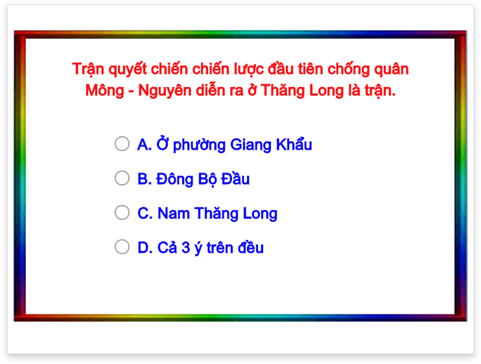 Trận quyết chiến chiến lược đầu tiên chống quân
Mông - Nguyên diễn ra ở Thăng Long là trận.
A. Ở phường Giang Khẩu
B. Đông Bộ Đầu
C. Nam Thăng Long
D. Cả 3 ý trên đều